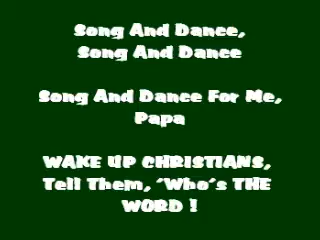 Song And Dance,
Song And Dance
Song And Dance For Me,
Papa
WAKE UP CHRISTIANS,
Tell Them, 'Who's THE
WORD !